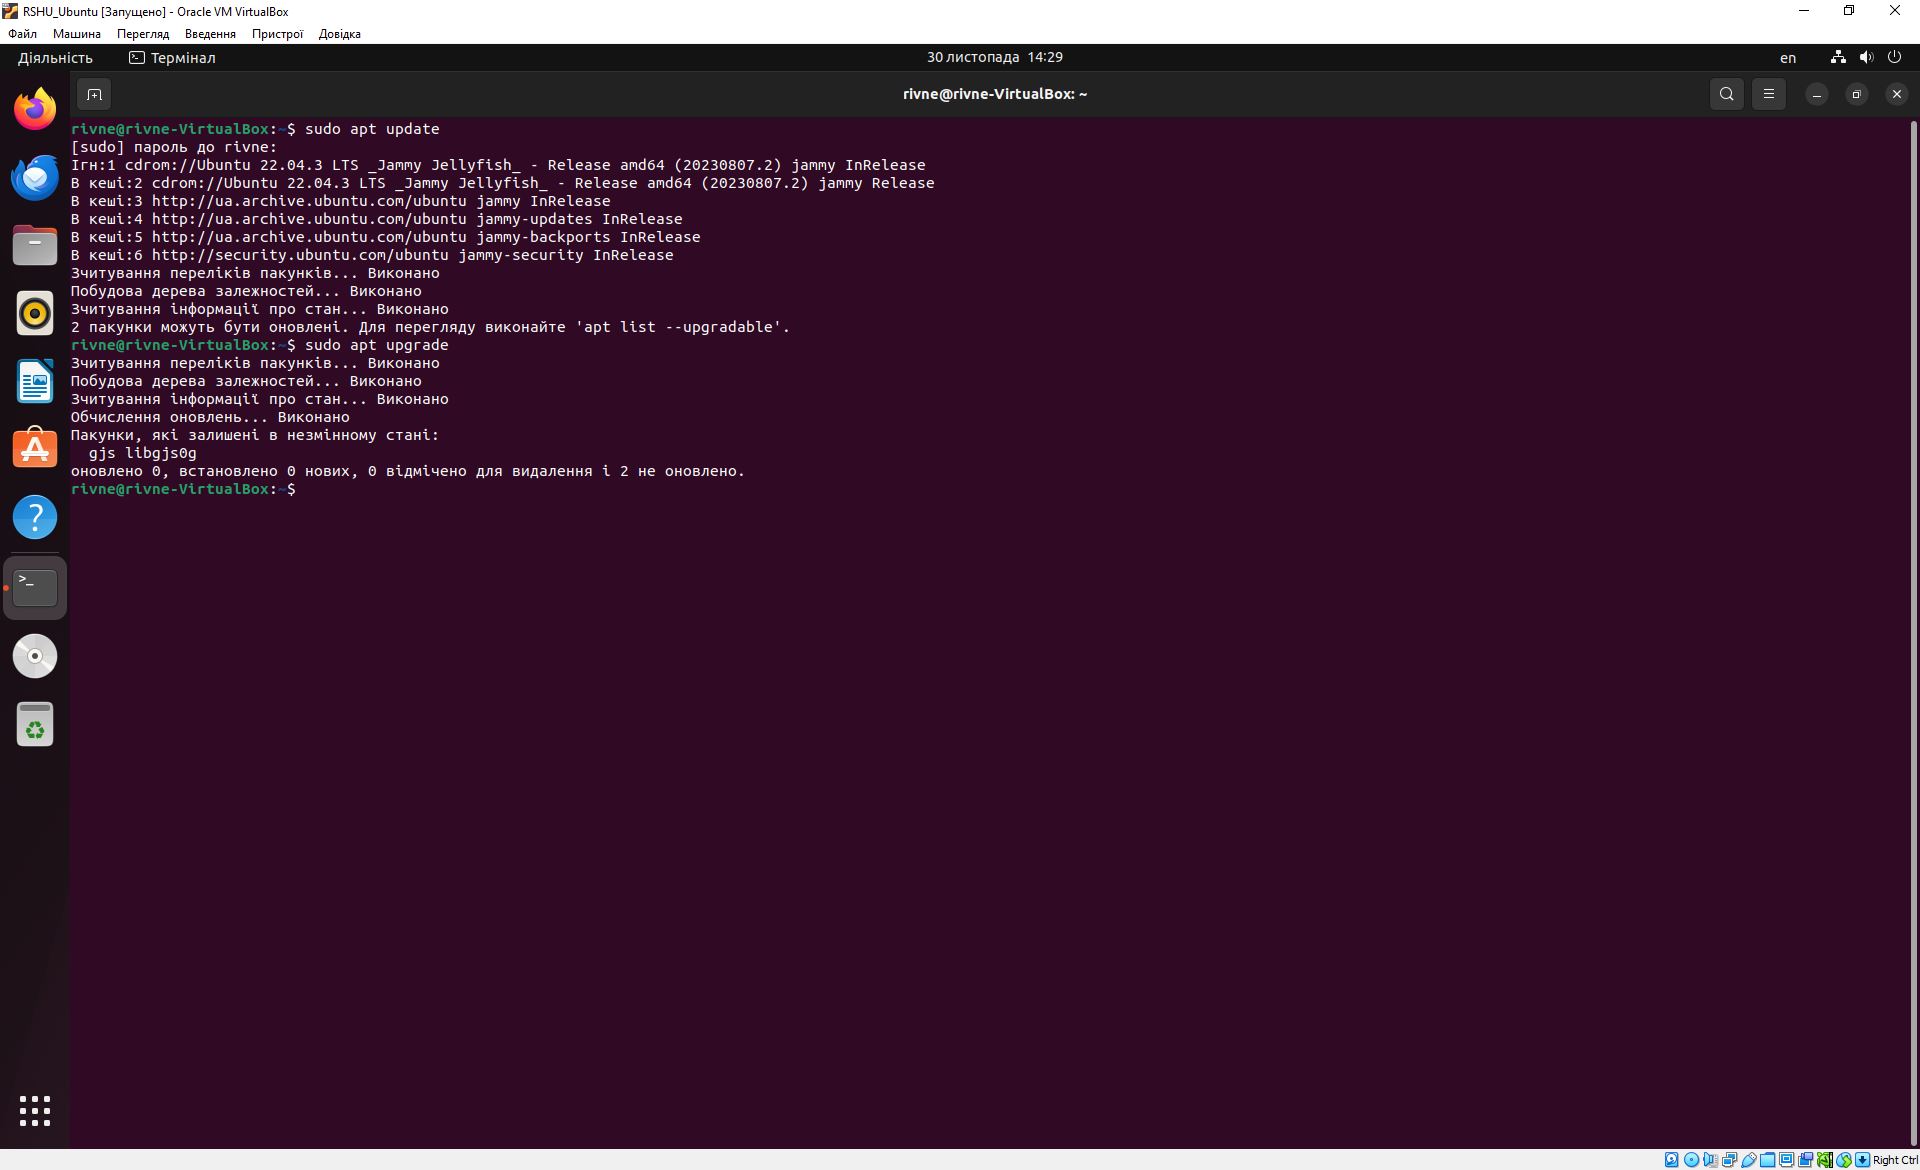 RSHU_Ubuntu [Запущено] - Oracle VM VirtualBox
Файл Машина Перегляд Введення Пристрої Довідка
Діяльність Термінал 30 листопада 14:29 en
rivne@rivne-VirtualBox: ~
rivne@rivne-VirtualBox:~$ sudo apt update
[sudo] пароль до rivne:
Ігн:1 cdrom://Ubuntu 22.04.3 LTS _Jammy Jellyfish_ - Release amd64 (20230807.2) jammy InRelease
В кеші:2 cdrom://Ubuntu 22.04.3 LTS _Jammy Jellyfish_ - Release amd64 (20230807.2) jammy Release
В кеші:3 http://ua.archive.ubuntu.com/ubuntu jammy InRelease
В кеші:4 http://ua.archive.ubuntu.com/ubuntu jammy-updates InRelease
В кеші:5 http://ua.archive.ubuntu.com/ubuntu jammy-backports InRelease
В кеші:6 http://security.ubuntu.com/ubuntu jammy-security InRelease
Зчитування переліків пакунків... Виконано
Побудова дерева залежностей... Виконано
Зчитування інформації про стан... Виконано
2 пакунки можуть бути оновлені. Для перегляду виконайте 'apt list --upgradable'.
rivne@rivne-VirtualBox:~$ sudo apt upgrade
Зчитування переліків пакунків... Виконано
Побудова дерева залежностей... Виконано
Зчитування інформації про стан... Виконано
Обчислення оновлень... Виконано
Пакунки, які залишені в незмінному стані:
gjs libgjs0g
оновлено 0, встановлено 0 нових, 0 відмічено для видалення і 2 не оновлено.
rivne@rivne-VirtualBox:~$
Right Ctrl